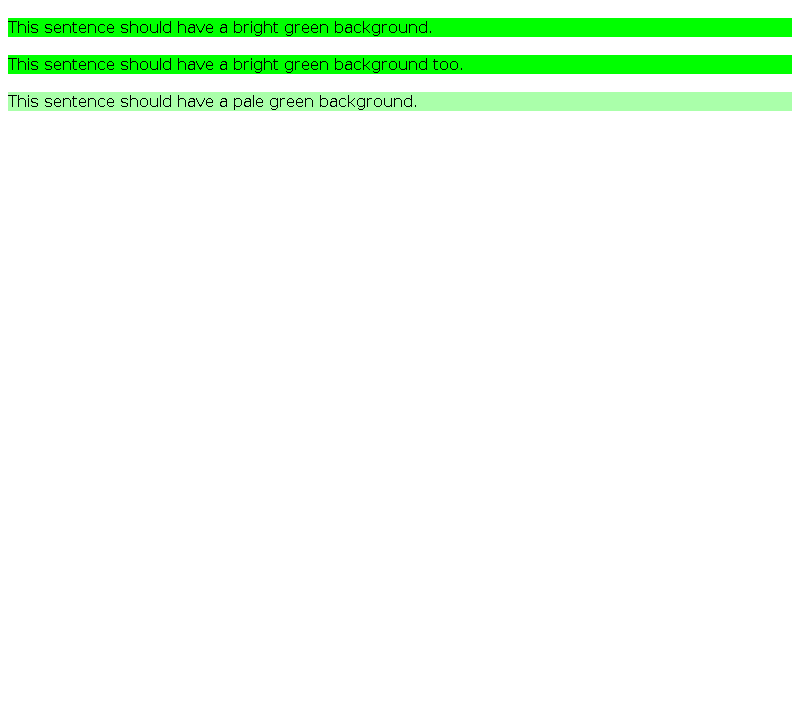 This sentence should have a bright green background.
This sentence should have a bright green background too.
This sentence should have a pale green background.